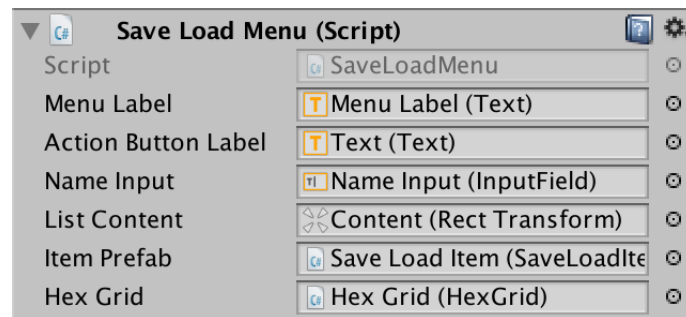 Save Load Menu (Script)
Script SaveLoadMenu
Menu Label Menu Label (Text)
Action Button Label Text (Text)
Name Input Name Input (InputField)
List Content Content (Rect Transform)
Item Prefab Save Load Item (SaveLoadIte
Hex Grid Hex Grid (HexGrid)